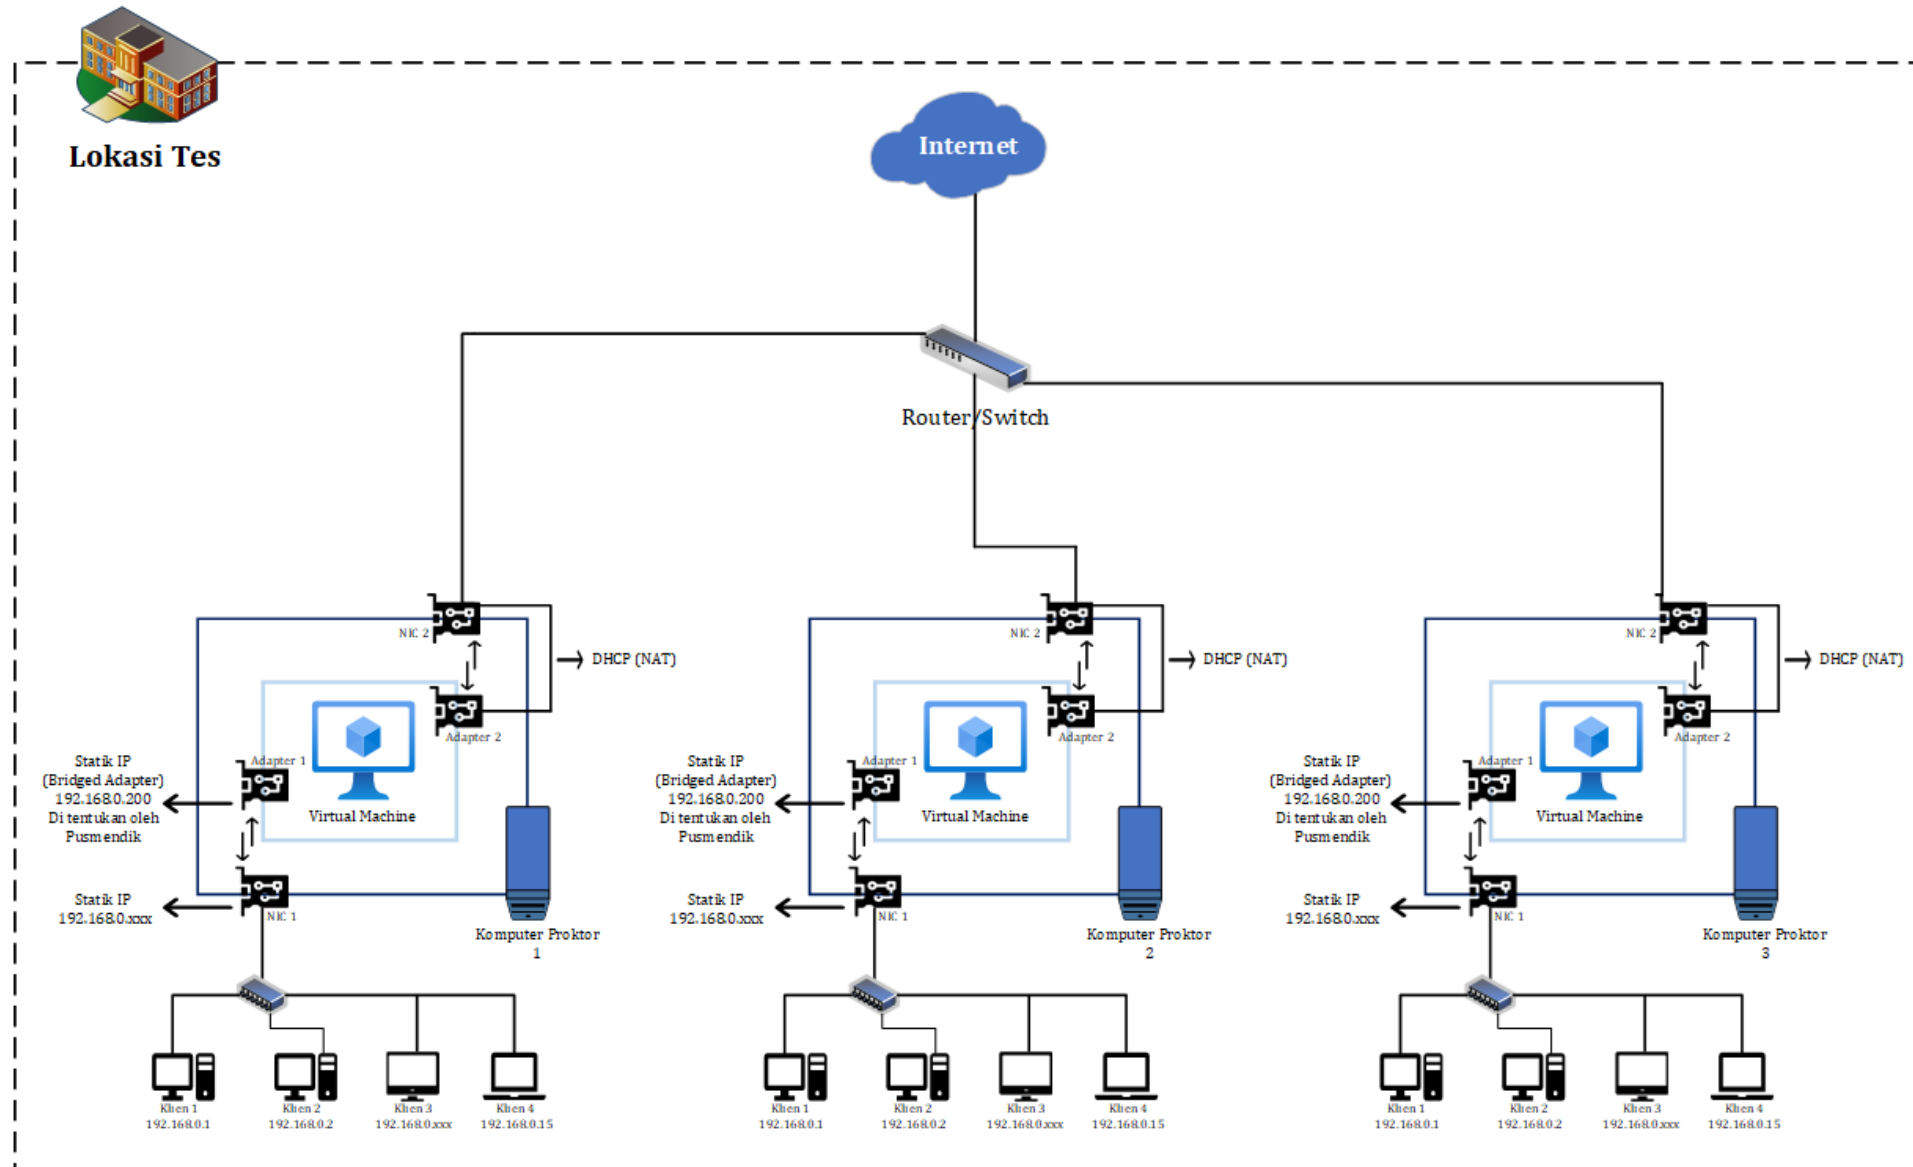 Lokasi Tes
Internet
Router/Switch
NIC 2
DHCP (NAT)
Adapter 2
Adapter 1
Statik IP
(Bridged Adapter)
192.168.0.200
Di tentukan oleh
Pusmendik
Virtual Machine
Statik IP
192.168.0.xxx
NIC 1
Komputer Proktor
1
Klien 1
192.168.0.1
Klien 2
192.168.0.2
Klien 3
192.168.0.xxx
Klien 4
192.168.0.15
NIC 2
DHCP (NAT)
Adapter 2
Adapter 1
Statik IP
(Bridged Adapter)
192.168.0.200
Di tentukan oleh
Pusmendik
Virtual Machine
Statik IP
192.168.0.xxx
NIC 1
Komputer Proktor
2
Klien 1
192.168.0.1
Klien 2
192.168.0.2
Klien 3
192.168.0.xxx
Klien 4
192.168.0.15
NIC 2
DHCP (NAT)
Adapter 2
Adapter 1
Statik IP
(Bridged Adapter)
192.168.0.200
Di tentukan oleh
Pusmendik
Virtual Machine
Statik IP
192.168.0.xxx
NIC 1
Komputer Proktor
3
Klien 1
192.168.0.1
Klien 2
192.168.0.2
Klien 3
192.168.0.xxx
Klien 4
192.168.0.15